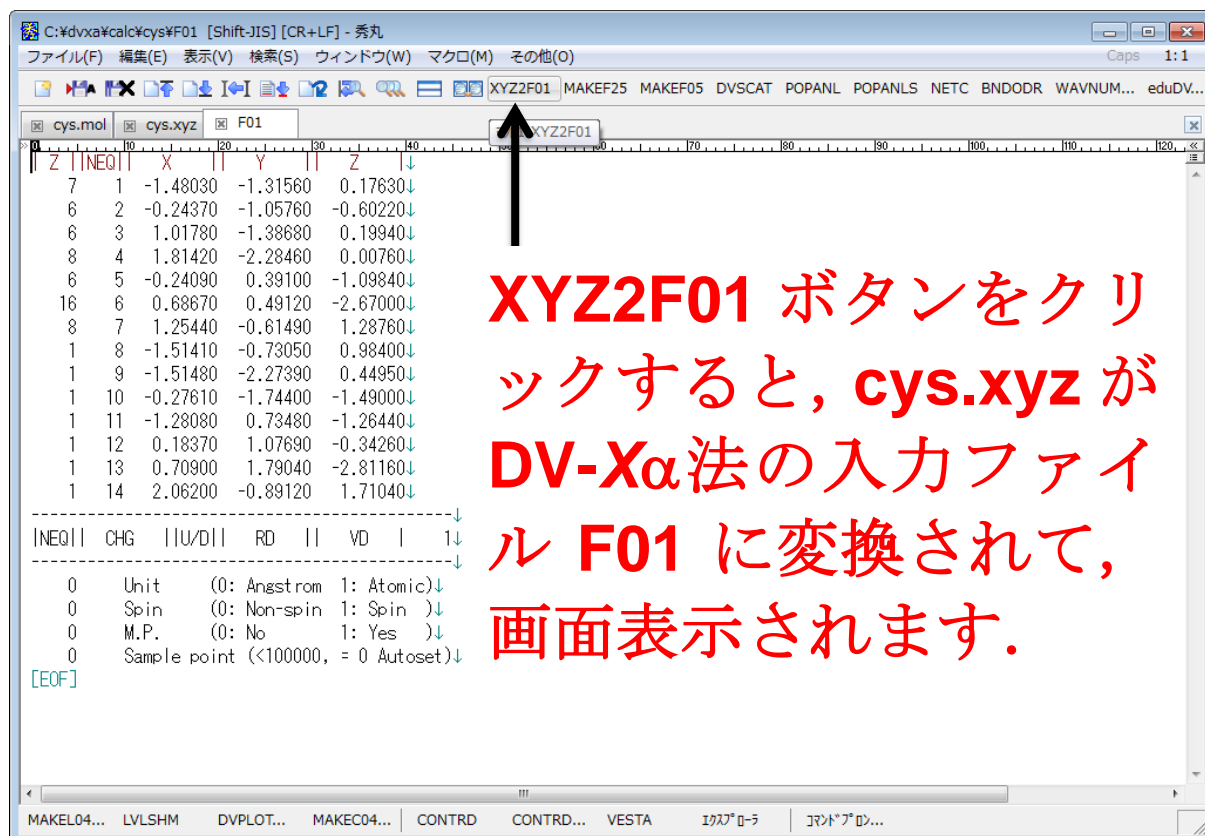 C:¥dvxa¥calc¥cys¥F01 [Shift-JIS] [CR+LF] - 秀丸
ファイル(F) 編集(E) 表示(V) 検索(S) ウィンドウ(W) マクロ(M) その他(O) Caps 1:1
XYZ2F01 MAKEF25 MAKEF05 DVSCAT POPANL POPANLS NETC BNDODR WAVNUM... eduDV...
cys.mol cys.xyz F01
XYZ2F01
0 10 20 30 40 60 70 80 90 100 110 120
| Z ||NEQ|| X || Y || Z |↓
7 1 -1.48030 -1.31560 0.17630↓
6 2 -0.24370 -1.05760 -0.60220↓
6 3 1.01780 -1.38680 0.19940↓
8 4 1.81420 -2.28460 0.00760↓
6 5 -0.24090 0.39100 -1.09840↓
16 6 0.68670 0.49120 -2.67000↓
8 7 1.25440 -0.61490 1.28760↓
1 8 -1.51410 -0.73050 0.98400↓
1 9 -1.51480 -2.27390 0.44950↓
1 10 -0.27610 -1.74400 -1.49000↓
1 11 -1.28080 0.73480 -1.26440↓
1 12 0.18370 1.07690 -0.34260↓
1 13 0.70900 1.79040 -2.81160↓
1 14 2.06200 -0.89120 1.71040↓
---------------------------------------------↓
|NEQ|| CHG ||U/D|| RD || VD | 1↓
---------------------------------------------↓
0 Unit (0: Angstrom 1: Atomic)↓
0 Spin (0: Non-spin 1: Spin )↓
0 M.P. (0: No 1: Yes )↓
0 Sample point (<100000, = 0 Autoset)↓
[EOF]
XYZ2F01 ボタンをクリ
ックすると, cys.xyz が
DV-Xα法の入力ファイ
ル F01 に変換されて,
画面表示されます.
MAKEL04... LVLSHM DVPLOT... MAKEC04... CONTRD CONTRD... VESTA ｴｸｽﾌﾟﾛｰﾗ ｺﾏﾝﾄﾞﾌﾟﾛﾝ...